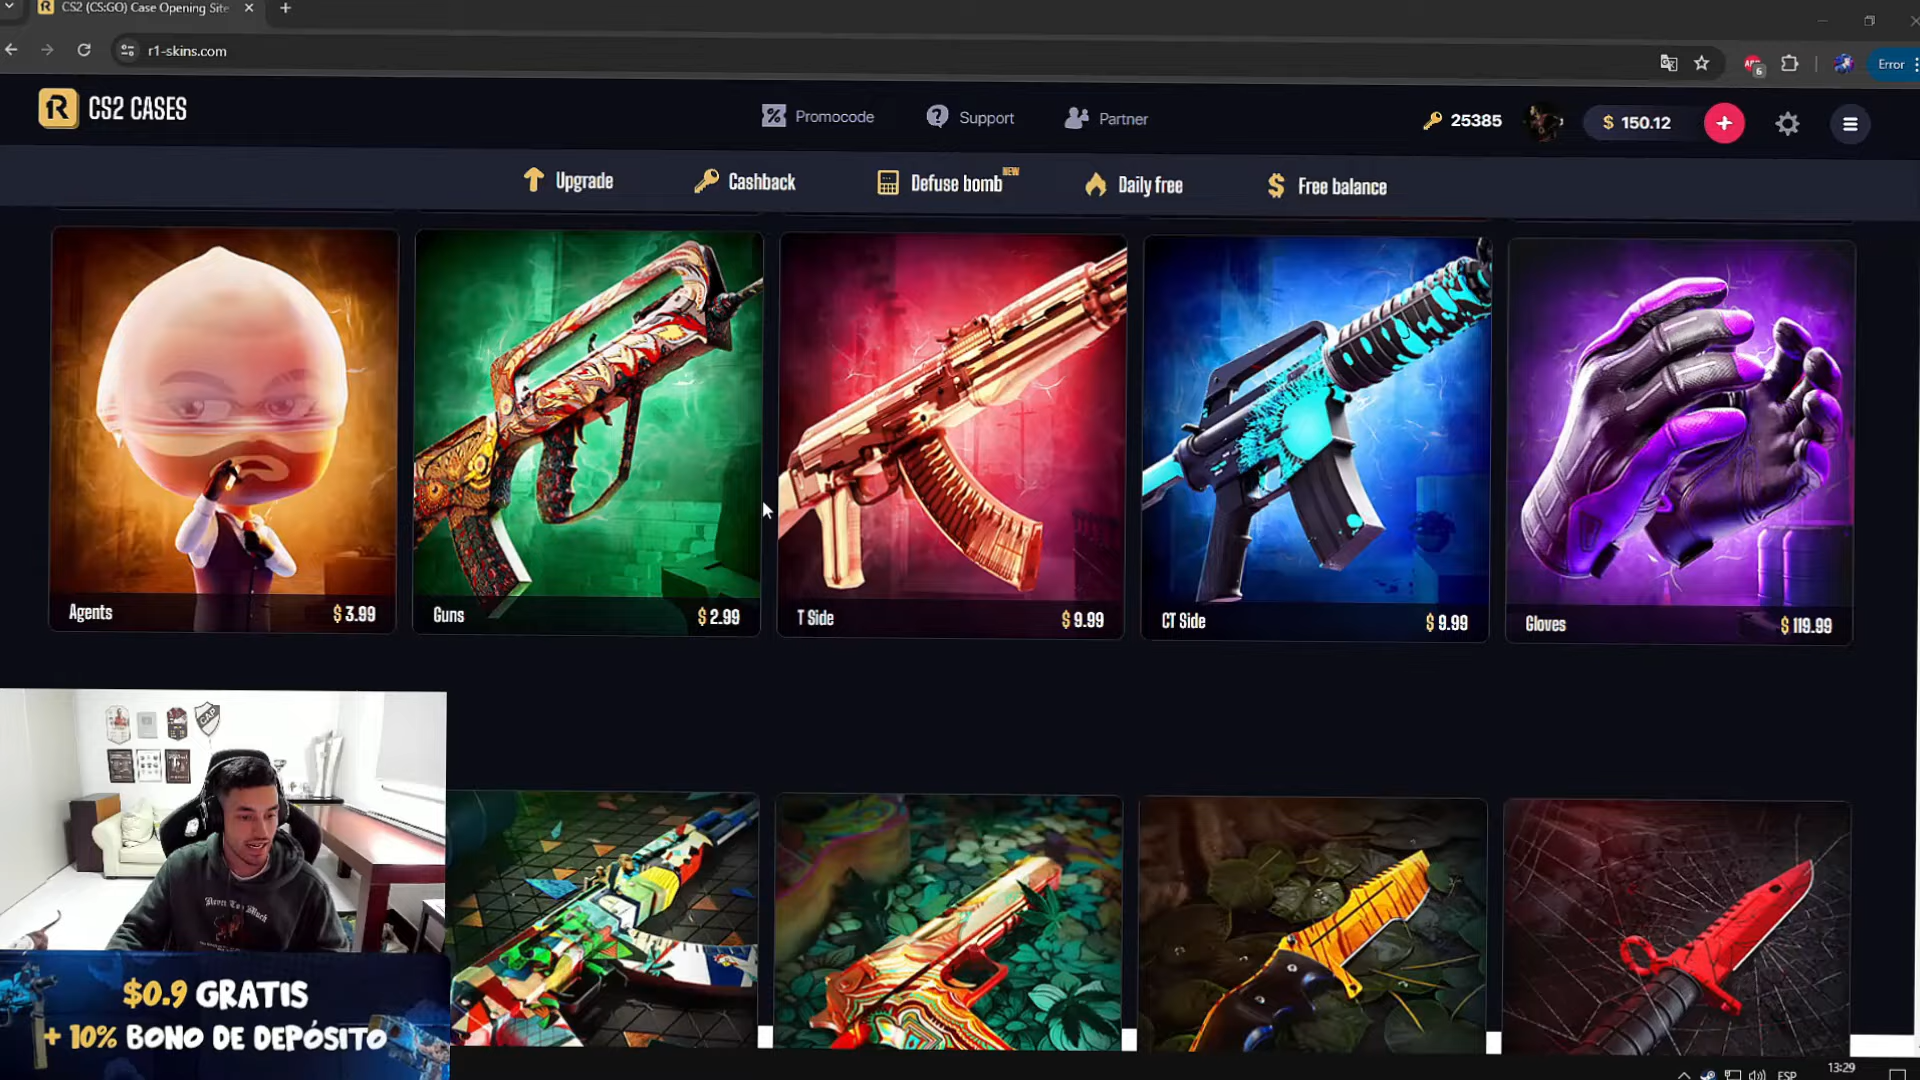 CS2 (CS:GO) Case Opening Site
r1-skins.com
Error
R CS2 CASES
Promocode
Support
Partner
25385
$ 150.12
Upgrade
Cashback
Defuse bomb NEW
Daily free
Free balance
Agents $ 3.99
Guns $ 2.99
T Side $ 9.99
CT Side $ 9.99
Gloves $ 119.99
CAP
$0.9 GRATIS
+ 10% BONO DE DEPÓSITO
13:29
ESP